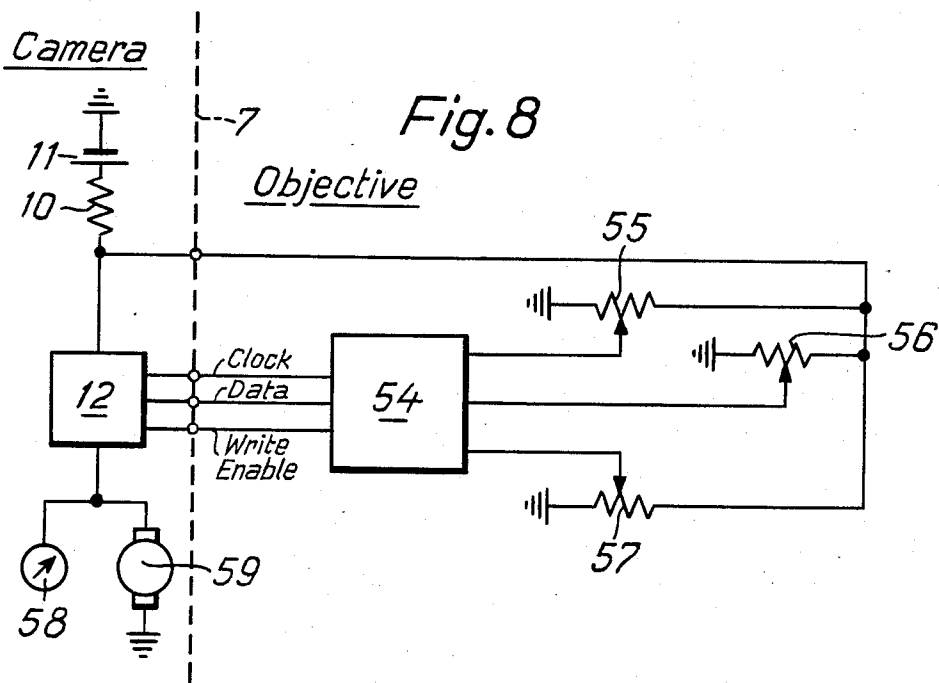 Camera
7
Fig. 8
11
10
Objective
55
56
Clock
Data
12
54
Write
Enable
57
59
58